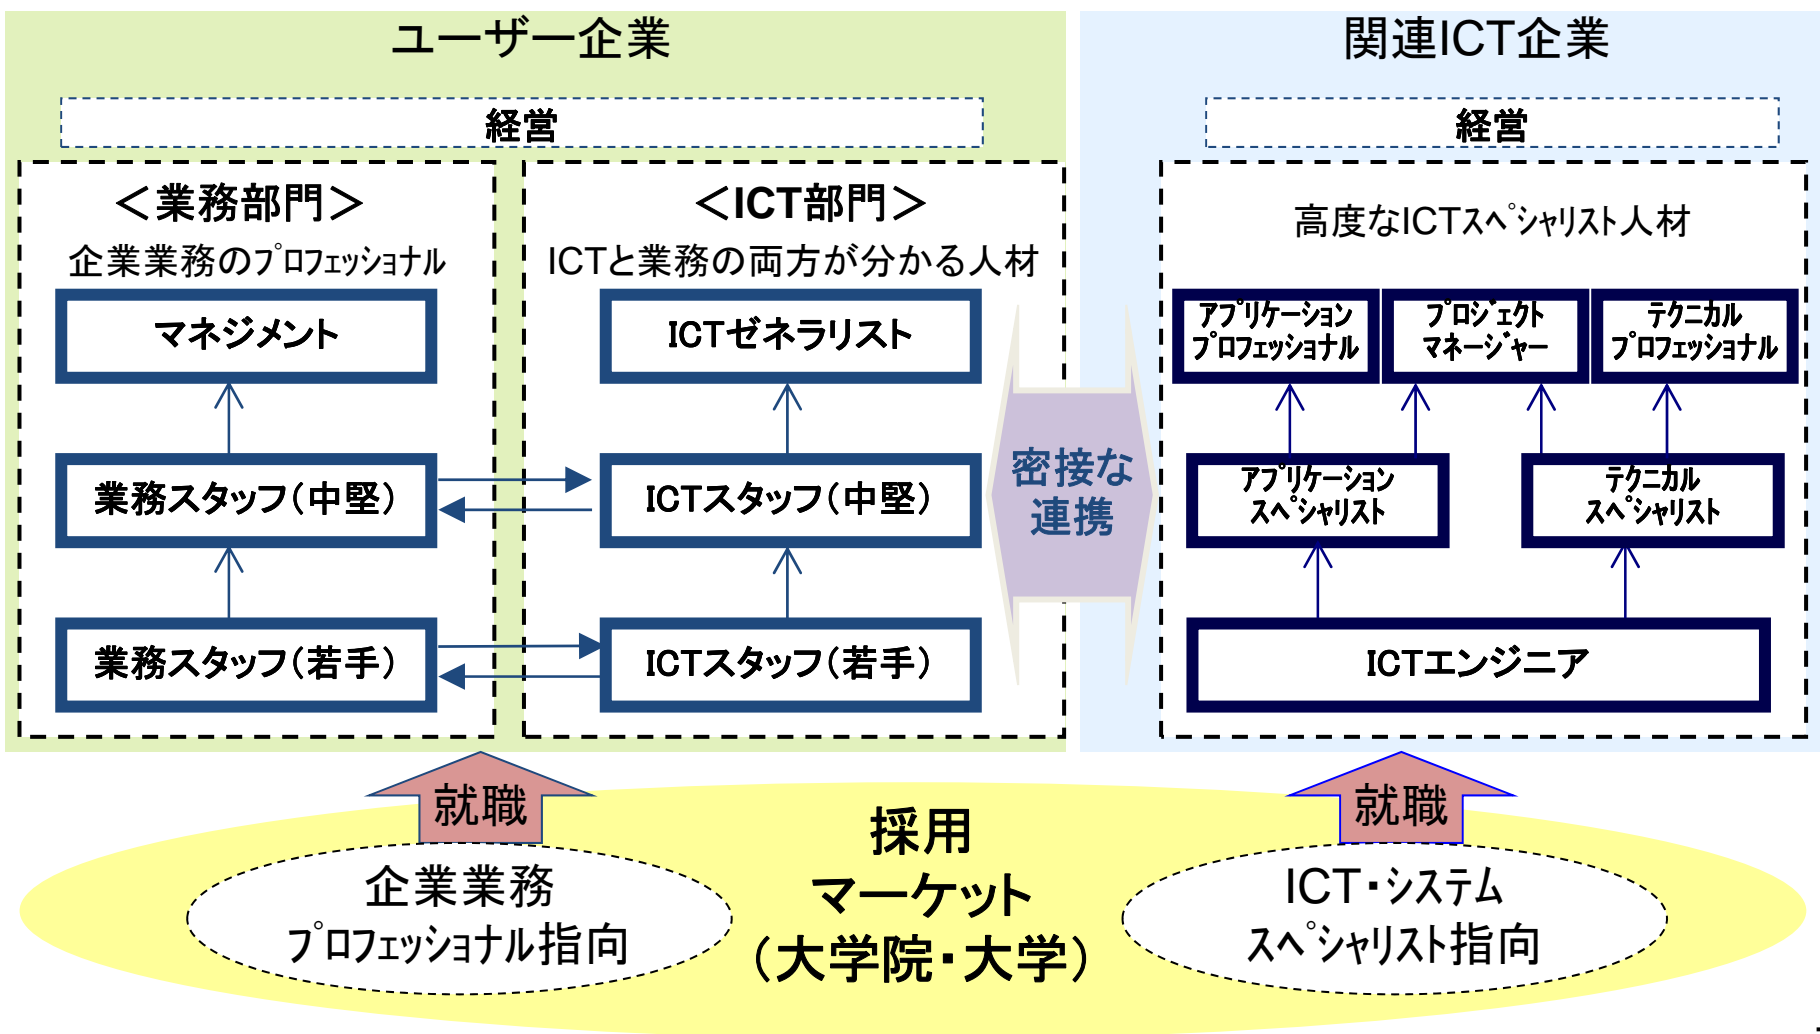 ユーザー企業
関連ICT企業
経営
経営
＜業務部門＞
企業業務のﾌﾟﾛﾌｪｯｼｮﾅﾙ
マネジメント
業務スタッフ（中堅）
業務スタッフ（若手）
＜ICT部門＞
ICTと業務の両方が分かる人材
ICTゼネラリスト
ICTスタッフ（中堅）
ICTスタッフ（若手）
密接な
連携
高度なICTｽﾍﾟｼｬﾘｽﾄ人材
ｱﾌﾟﾘｹｰｼｮﾝ
ﾌﾟﾛﾌｪｯｼｮﾅﾙ
ﾌﾟﾛｼﾞｪｸﾄ
ﾏﾈｰｼﾞｬｰ
ﾃｸﾆｶﾙ
ﾌﾟﾛﾌｪｯｼｮﾅﾙ
ｱﾌﾟﾘｹｰｼｮﾝ
ｽﾍﾟｼｬﾘｽﾄ
ﾃｸﾆｶﾙ
ｽﾍﾟｼｬﾘｽﾄ
ICTエンジニア
就職
就職
企業業務
ﾌﾟﾛﾌｪｯｼｮﾅﾙ指向
採用
マーケット
（大学院・大学）
ICT・ｼｽﾃﾑ
ｽﾍﾟｼｬﾘｽﾄ指向